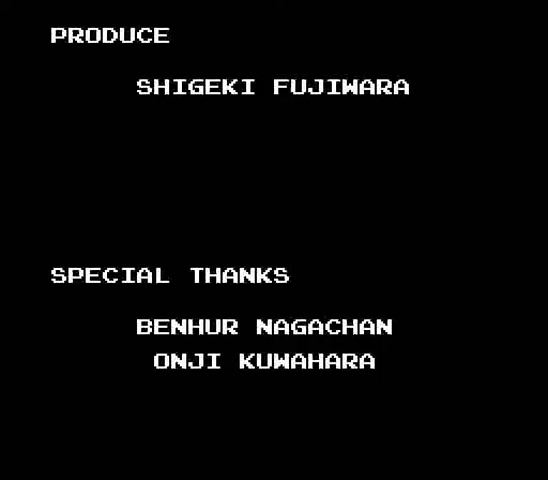 PRODUCE
SHIGEKI FUJIWARA
SPECIAL THANKS
BENHUR NAGACHAN
ONJI KUWAHARA